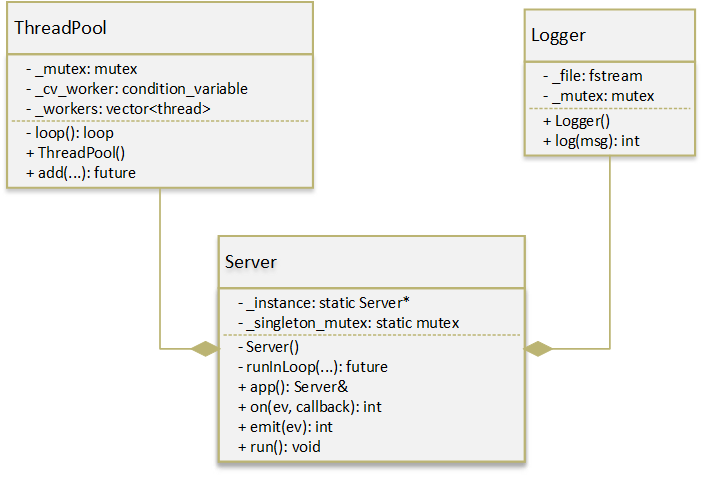 ThreadPool
- _mutex: mutex
- _cv_worker: condition_variable
- _workers: vector<thread>
- loop(): loop
+ ThreadPool()
+ add(...): future
Logger
- _file: fstream
- _mutex: mutex
+ Logger()
+ log(msg): int
Server
- _instance: static Server*
- _singleton_mutex: static mutex
- Server()
- runInLoop(...): future
+ app(): Server&
+ on(ev, callback): int
+ emit(ev): int
+ run(): void